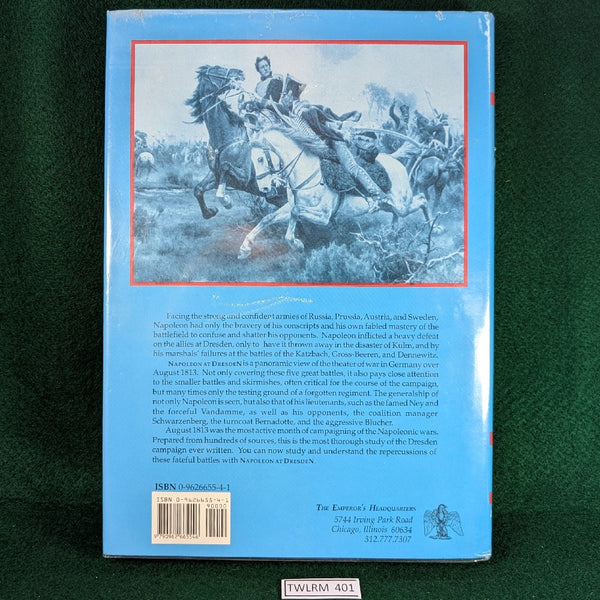 Facing the strong and confident armies of Russia, Prussia, Austria, and Sweden,
Napoleon had only the bravery of his conscripts and his own fabled mastery of the
battlefield to confuse and shatter his opponents. Napoleon inflicted a heavy defeat
on the allies at Dresden, only to have it thrown away in the disaster of Kulm, and by
his marshals' failures at the battles of the Katzbach, Gross-Beeren, and Dennewitz.
NAPOLEON AT DRESDEN is a panoramic view of the theater of war in Germany over
August 1813. Not only covering these five great battles, it also pays close attention
to the smaller battles and skirmishes, often critical for the course of the campaign,
but many times only the testing ground of a forgotten regiment. The generalship of
not only Napoleon is seen, but also that of his lieutenants, such as the famed Ney and
the forceful Vandamme, as well as his opponents, the coalition manager
Schwarzenberg, the turncoat Bernadotte, and the aggressive Blucher.
August 1813 was the most active month of campaigning of the Napoleonic wars.
Prepared from hundreds of sources, this is the most thorough study of the Dresden
campaign ever written. You can now study and understand the repercussions of
these fateful battles with NAPOLEON AT DRESDEN.
ISBN 0-9626655-4-1
ISBN 0-9626655-4-1
90000
9 780962 665547
THE EMPEROR'S HEADQUARTERS
5744 Irving Park Road
Chicago, Illinois 60634
312.777.7307
TWLRM 401